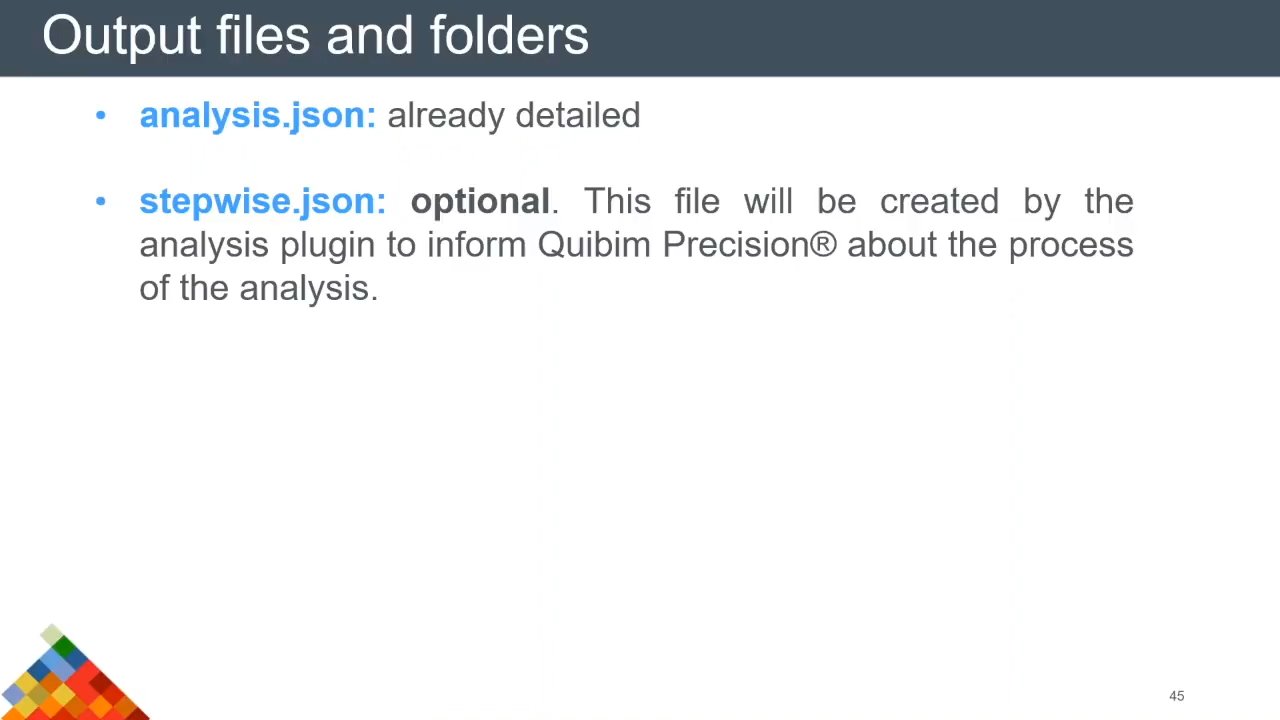 Output files and folders
• analysis.json: already detailed
• stepwise.json: optional. This file will be created by the
analysis plugin to inform Quibim Precision® about the process
of the analysis.
45